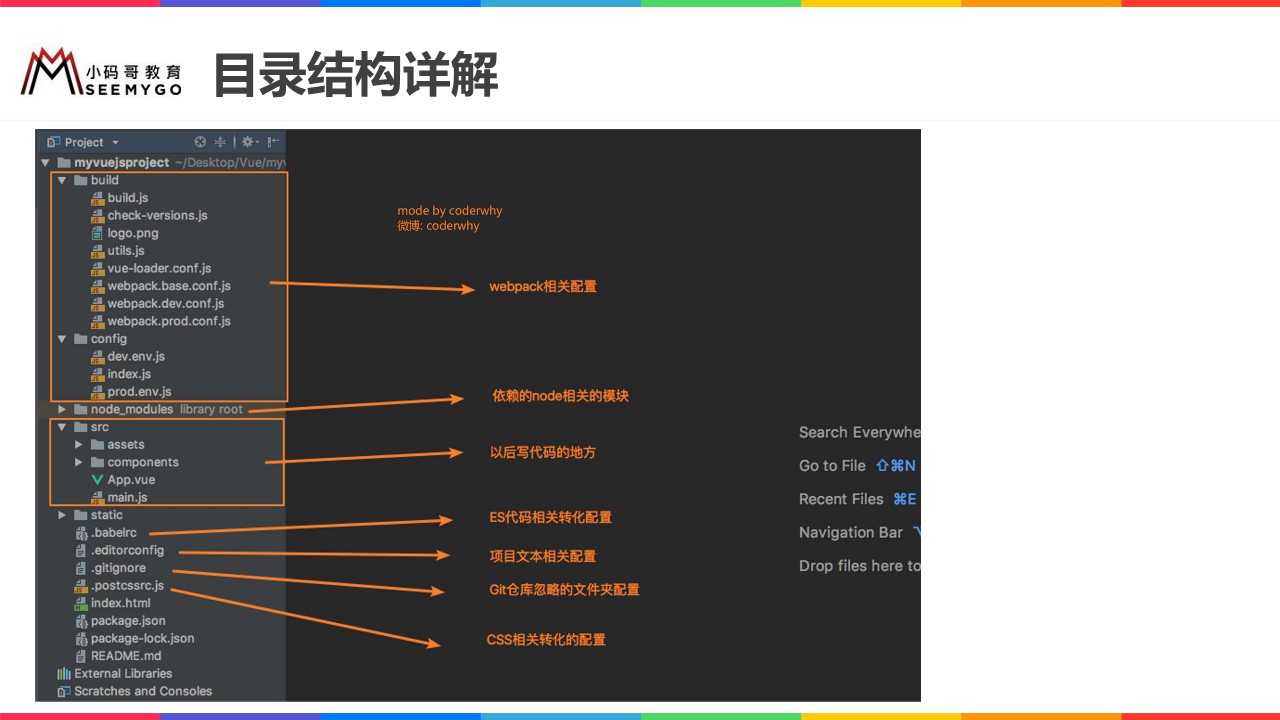 小码哥教育
SEEMYGO
目录结构详解
Project
myvuejsproject ~/Desktop/Vue/myv
build
build.js
check-versions.js
logo.png
utils.js
vue-loader.conf.js
webpack.base.conf.js
webpack.dev.conf.js
webpack.prod.conf.js
config
dev.env.js
index.js
prod.env.js
node_modules library root
src
assets
components
App.vue
main.js
static
.babelrc
.editorconfig
.gitignore
.postcssrc.js
index.html
package.json
package-lock.json
README.md
External Libraries
Scratches and Consoles
mode by coderwhy
微博: coderwhy
webpack相关配置
依赖的node相关的模块
以后写代码的地方
ES代码相关转化配置
项目文本相关配置
Git仓库忽略的文件夹配置
CSS相关转化的配置
Search Everywhe
Go to File ⇧⌘N
Recent Files ⌘E
Navigation Bar
Drop files here to